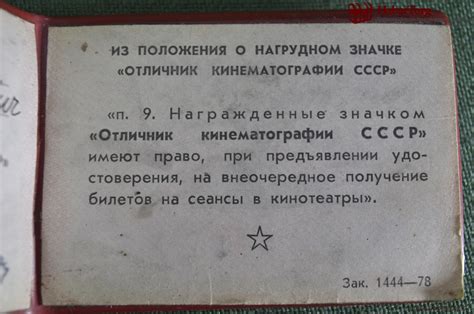 ИЗ ПОЛОЖЕНИЯ О НАГРУДНОМ ЗНАЧКЕ
«ОТЛИЧНИК КИНЕМАТОГРАФИИ СССР»
«п. 9. Награжденные значком
«Отличник кинематографии СССР»
имеют право, при предъявлении удо-
стоверения, на внеочередное получение
билетов на сеансы в кинотеатры».
Зак. 1444—78